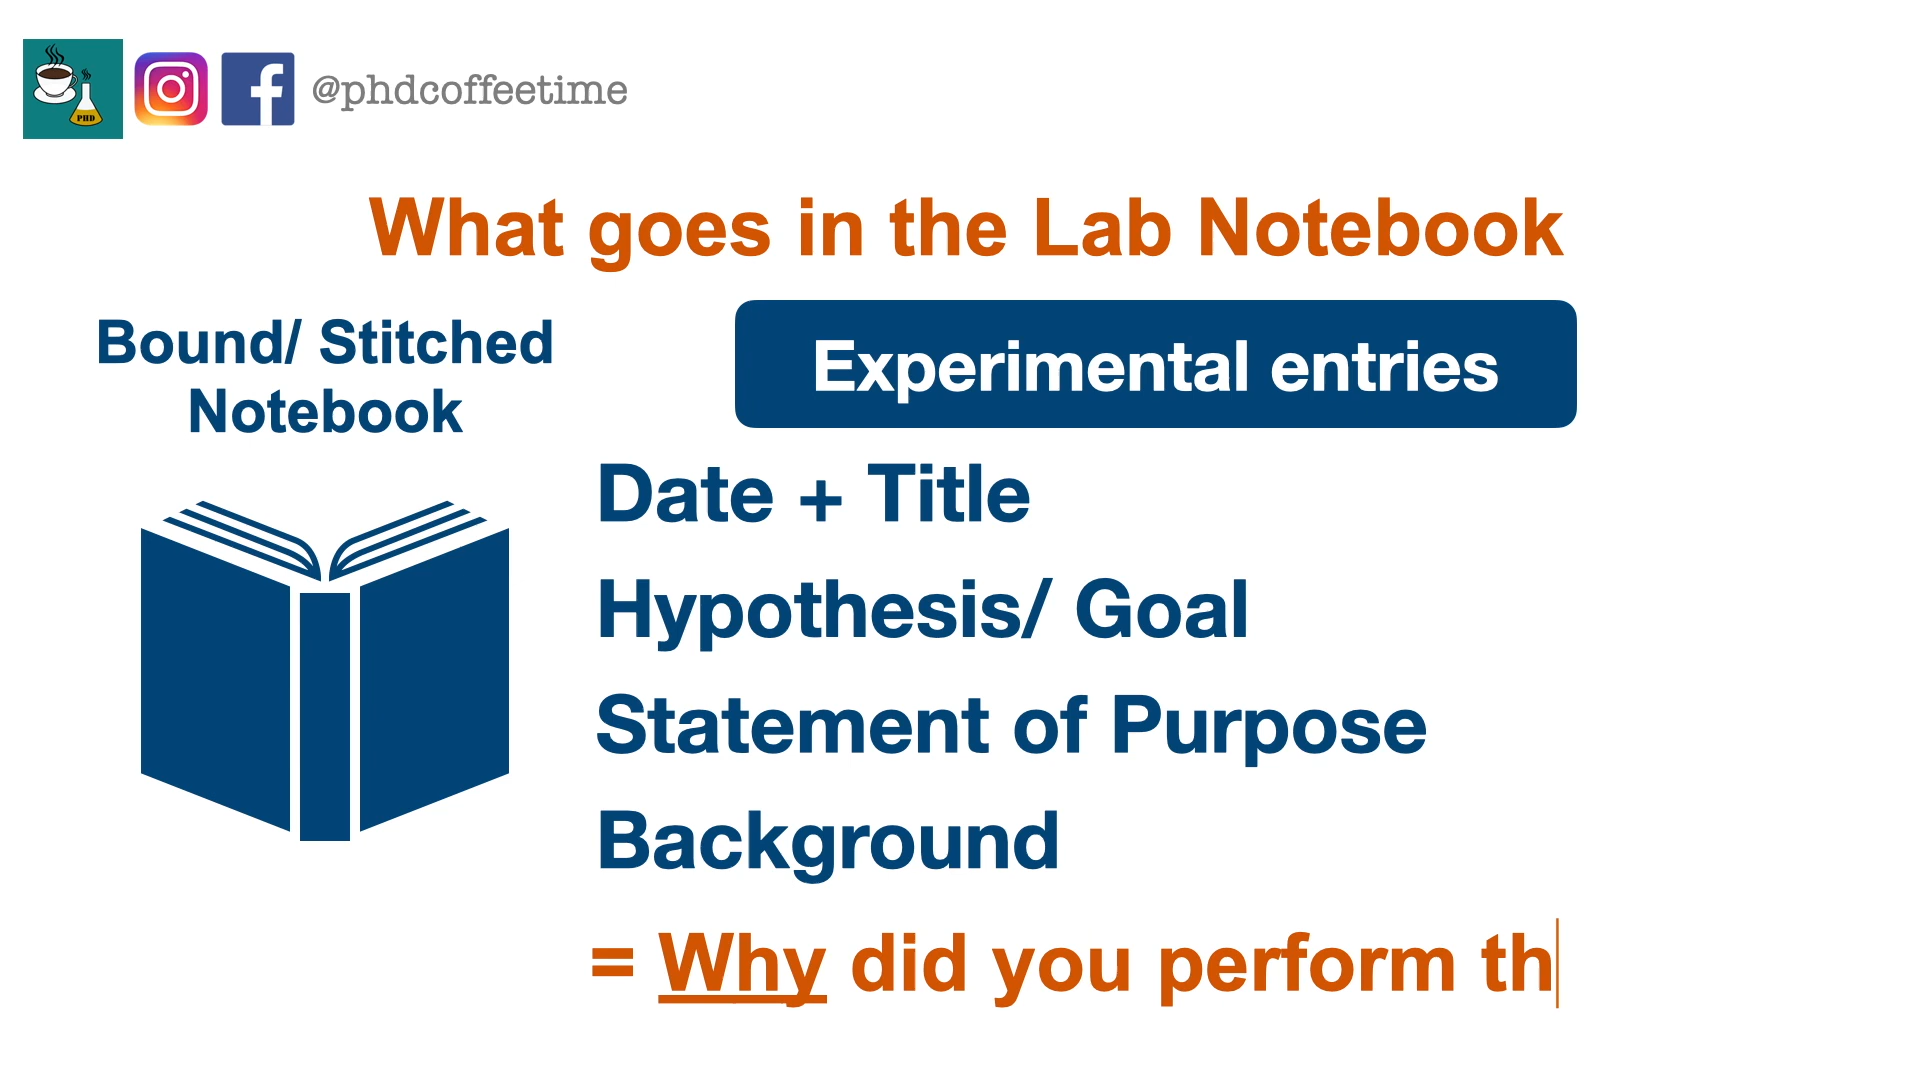 PHD
@phdcoffeetime
What goes in the Lab Notebook
Bound/ Stitched
Notebook
Experimental entries
Date + Title
Hypothesis/ Goal
Statement of Purpose
Background
= Why did you perform th